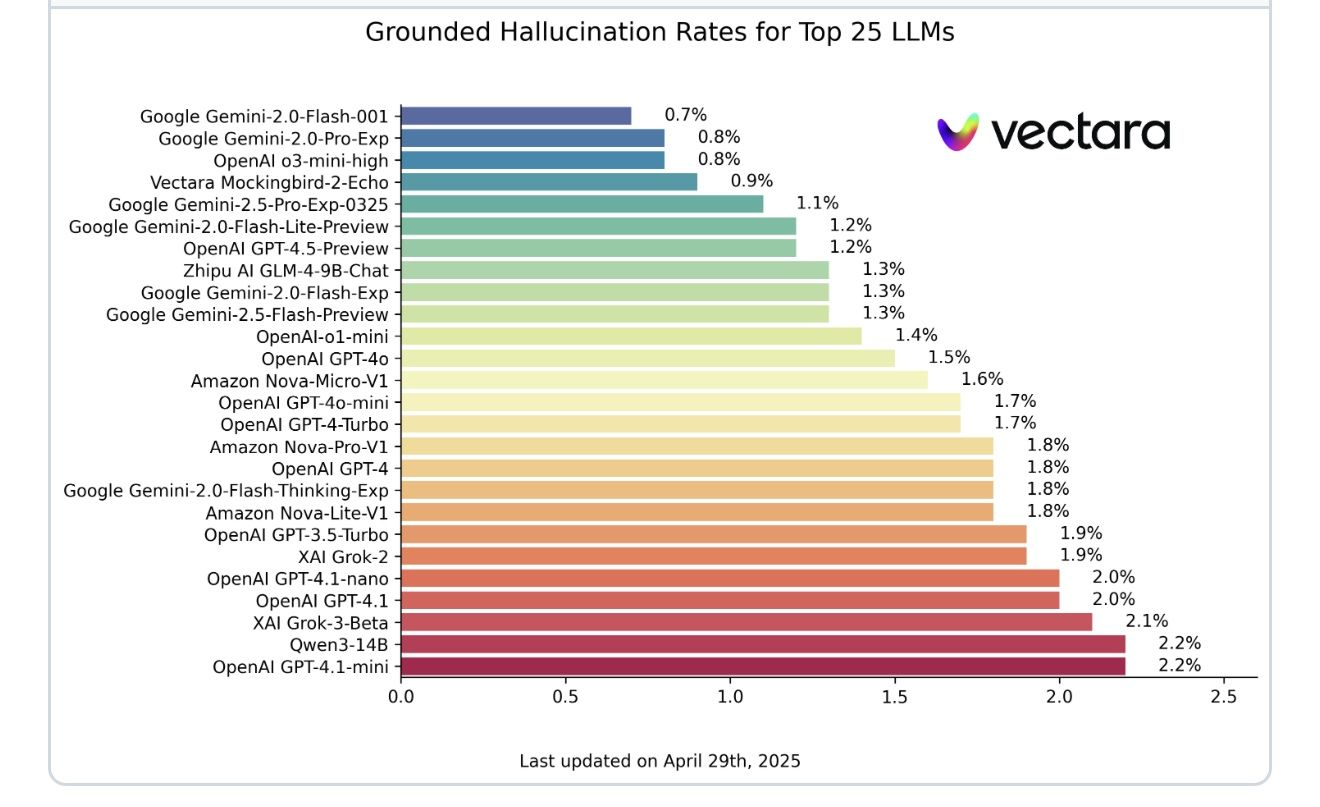 Grounded Hallucination Rates for Top 25 LLMs
vectara
Google Gemini-2.0-Flash-001 0.7%
Google Gemini-2.0-Pro-Exp 0.8%
OpenAI o3-mini-high 0.8%
Vectara Mockingbird-2-Echo 0.9%
Google Gemini-2.5-Pro-Exp-0325 1.1%
Google Gemini-2.0-Flash-Lite-Preview 1.2%
OpenAI GPT-4.5-Preview 1.2%
Zhipu AI GLM-4-9B-Chat 1.3%
Google Gemini-2.0-Flash-Exp 1.3%
Google Gemini-2.5-Flash-Preview 1.3%
OpenAI-o1-mini 1.4%
OpenAI GPT-4o 1.5%
Amazon Nova-Micro-V1 1.6%
OpenAI GPT-4o-mini 1.7%
OpenAI GPT-4-Turbo 1.7%
Amazon Nova-Pro-V1 1.8%
OpenAI GPT-4 1.8%
Google Gemini-2.0-Flash-Thinking-Exp 1.8%
Amazon Nova-Lite-V1 1.8%
OpenAI GPT-3.5-Turbo 1.9%
XAI Grok-2 1.9%
OpenAI GPT-4.1-nano 2.0%
OpenAI GPT-4.1 2.0%
XAI Grok-3-Beta 2.1%
Qwen3-14B 2.2%
OpenAI GPT-4.1-mini 2.2%
0.0 0.5 1.0 1.5 2.0 2.5
Last updated on April 29th, 2025